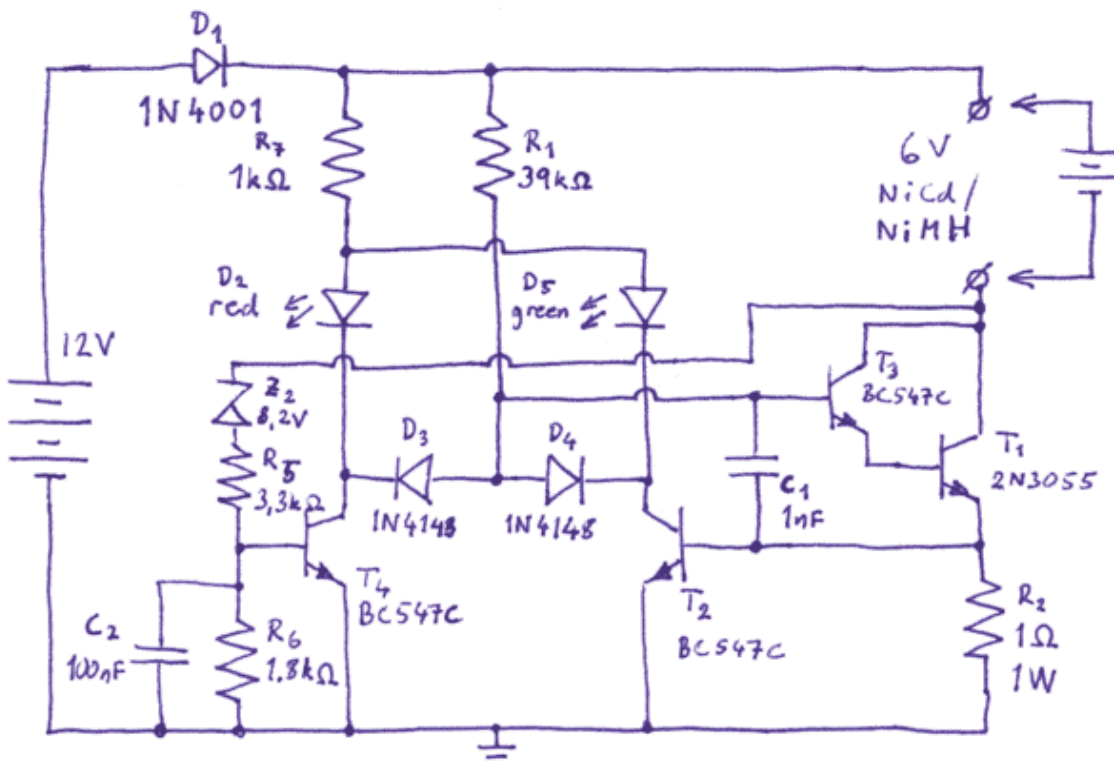 D1
1N4001
R7
1kΩ
R1
39kΩ
6V
NiCd/
NiMH
D2
red
D5
green
12V
Z2
8,2V
R5
3,3kΩ
D3
1N4148
D4
1N4148
C1
1nF
T3
BC547C
T1
2N3055
T4
BC547C
T2
BC547C
C2
100nF
R6
1.8kΩ
R2
1Ω
1W